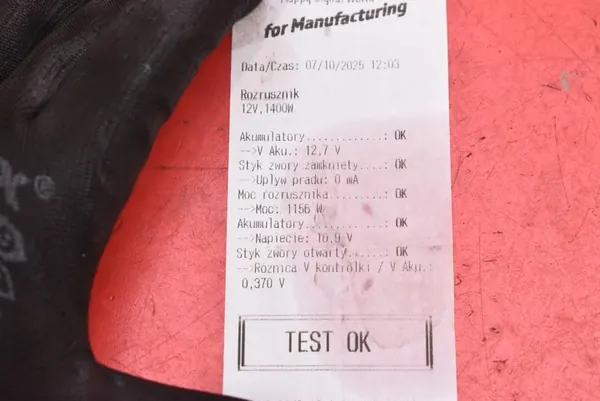 for Manufacturing
Data/Czas: 07/10/2025 12:03
Rozrusznik
12V,1400W
Akumulatory............: OK
-->V Aku.: 12,7 V
Styk zwory zamkniety....: OK
-->Uplyw pradu: 0 mA
Moc rozrusznika.........: OK
-->Moc: 1156 W
Akumulatory............: OK
-->Napiecie: 10,9 V
Styk zwory otwarty.....: OK
-->Roznica V kontrolki / V Aku.:
0,370 V
TEST OK